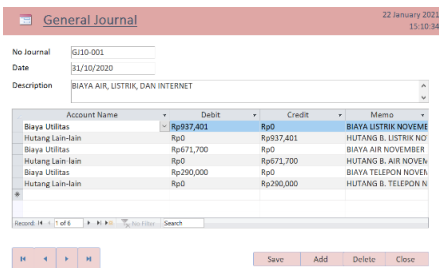 General Journal
22 January 2021
15:10:34
No Journal GJ10-001
Date 31/10/2020
Description BIAYA AIR, LISTRIK, DAN INTERNET
Account Name Debit Credit Memo
Biaya Utilitas Rp937,401 Rp0 BIAYA LISTRIK NOVEME
Hutang Lain-lain Rp0 Rp937,401 HUTANG B. LISTRIK NO
Biaya Utilitas Rp671,700 Rp0 BIAYA AIR NOVEMBER
Hutang Lain-lain Rp0 Rp671,700 HUTANG B. AIR NOVEM
Biaya Utilitas Rp290,000 Rp0 BIAYA TELEPON NOVEM
Hutang Lain-lain Rp0 Rp290,000 HUTANG B. TELEPON N
Record: 1 of 6 No Filter Search
Save Add Delete Close